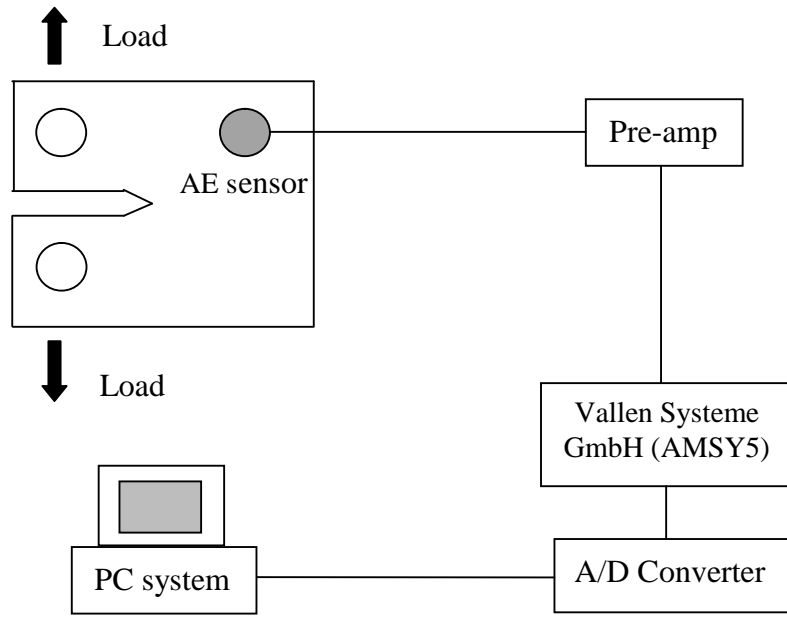 Load
Pre-amp
AE sensor
Load
Vallen Systeme
GmbH (AMSY5)
PC system
A/D Converter